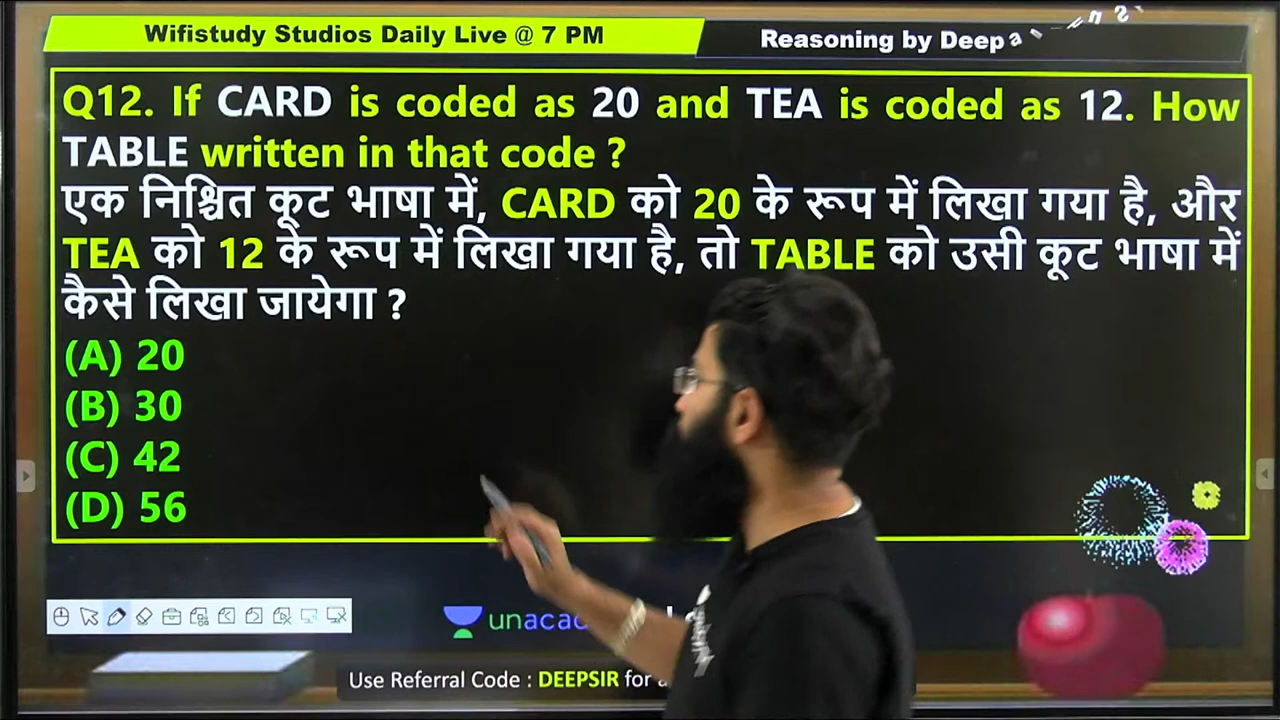 Wifistudy Studios Daily Live @ 7 PM
Reasoning by Deepa
Q12. If CARD is coded as 20 and TEA is coded as 12. How
TABLE written in that code ?
एक निश्चित कूट भाषा में, CARD को 20 के रूप में लिखा गया है, और
TEA को 12 के रूप में लिखा गया है, तो TABLE को उसी कूट भाषा में
कैसे लिखा जायेगा ?
(A) 20
(B) 30
(C) 42
(D) 56
Use Referral Code : DEEPSIR for